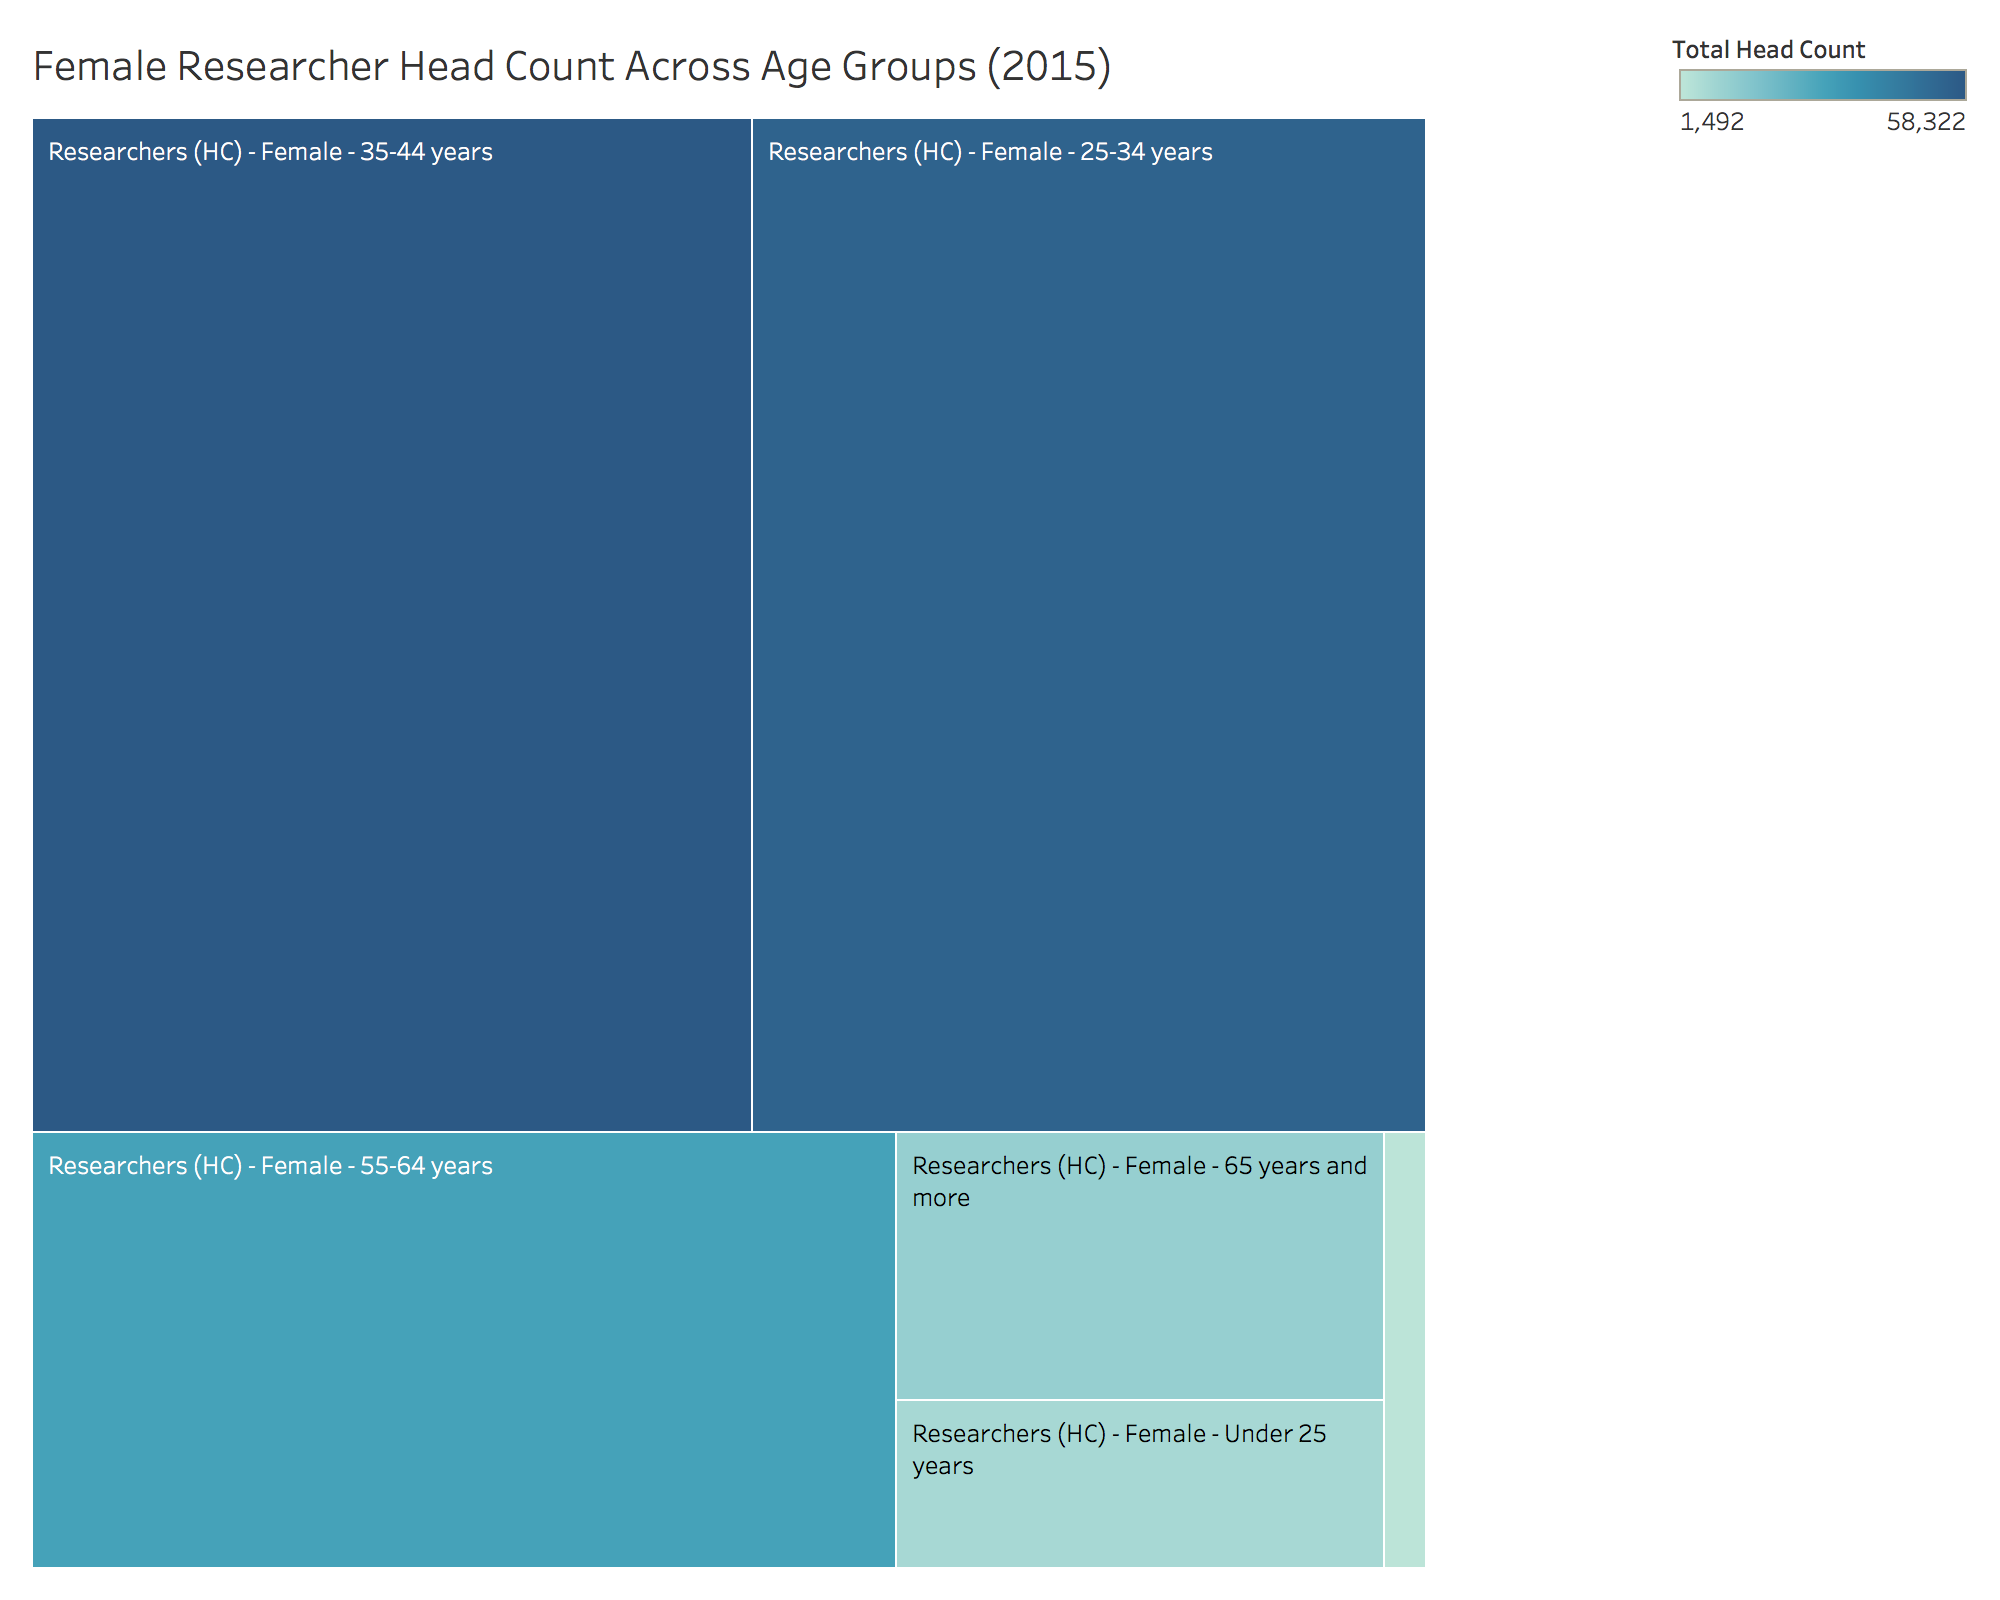 Female Researcher Head Count Across Age Groups (2015)
Total Head Count
1,492 58,322
Researchers (HC) - Female - 35-44 years
Researchers (HC) - Female - 25-34 years
Researchers (HC) - Female - 55-64 years
Researchers (HC) - Female - 65 years and
more
Researchers (HC) - Female - Under 25
years